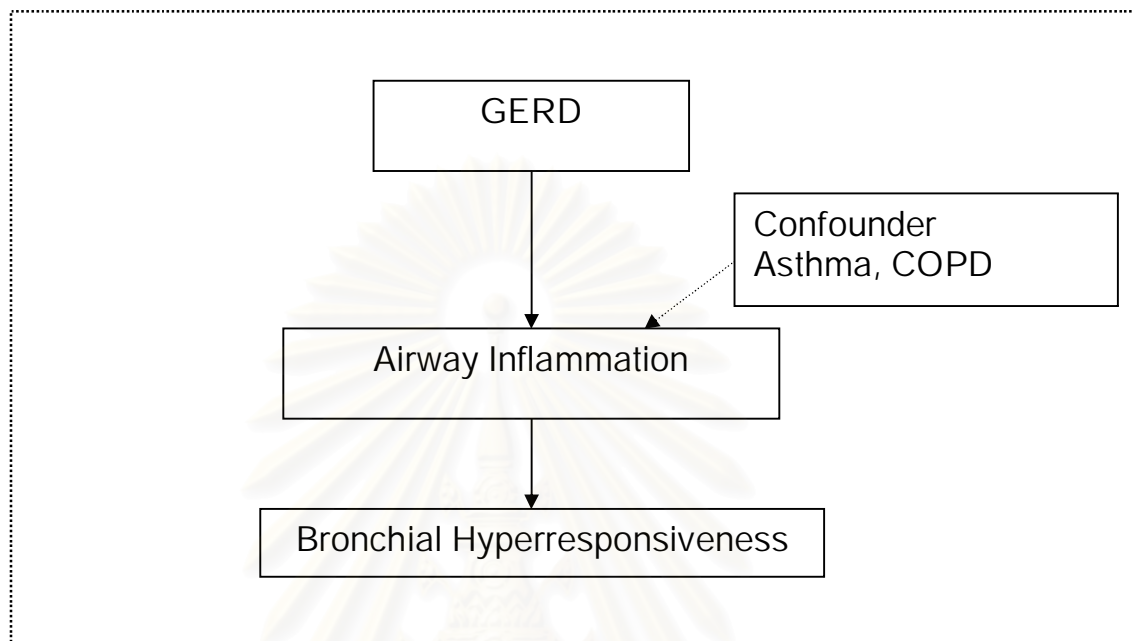 GERD
Confounder
Asthma, COPD
Airway Inflammation
Bronchial Hyperresponsiveness